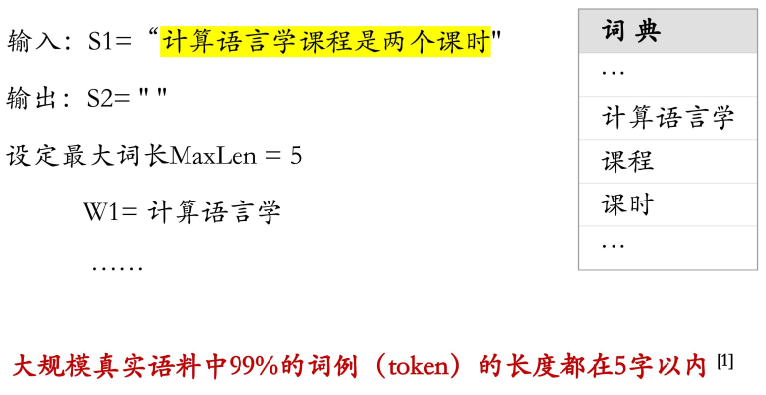 输入：S1=“计算语言学课程是两个课时"
输出：S2=" "
设定最大词长MaxLen = 5
W1= 计算语言学
……
词典
…
计算语言学
课程
课时
…
大规模真实语料中99%的词例（token）的长度都在5字以内 [1]